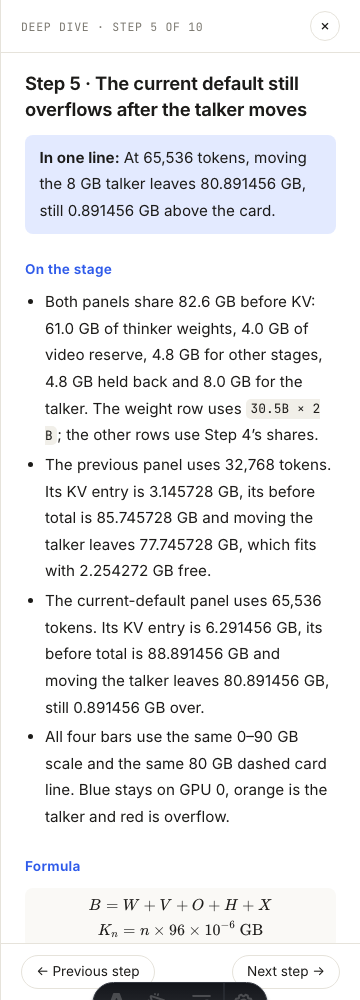 DEEP DIVE · STEP 5 OF 10
×
Step 5 · The current default still
overflows after the talker moves
In one line: At 65,536 tokens, moving
the 8 GB talker leaves 80.891456 GB,
still 0.891456 GB above the card.
On the stage
• Both panels share 82.6 GB before KV:
61.0 GB of thinker weights, 4.0 GB of
video reserve, 4.8 GB for other stages,
4.8 GB held back and 8.0 GB for the
talker. The weight row uses 30.5B × 2
B; the other rows use Step 4’s shares.
• The previous panel uses 32,768 tokens.
Its KV entry is 3.145728 GB, its before
total is 85.745728 GB and moving the
talker leaves 77.745728 GB, which fits
with 2.254272 GB free.
• The current-default panel uses 65,536
tokens. Its KV entry is 6.291456 GB, its
before total is 88.891456 GB and
moving the talker leaves 80.891456 GB,
still 0.891456 GB over.
• All four bars use the same 0–90 GB
scale and the same 80 GB dashed card
line. Blue stays on GPU 0, orange is the
talker and red is overflow.
Formula
B = W + V + O + H + X
Kₙ = n × 96 × 10⁻⁶ GB
← Previous step
Next step →